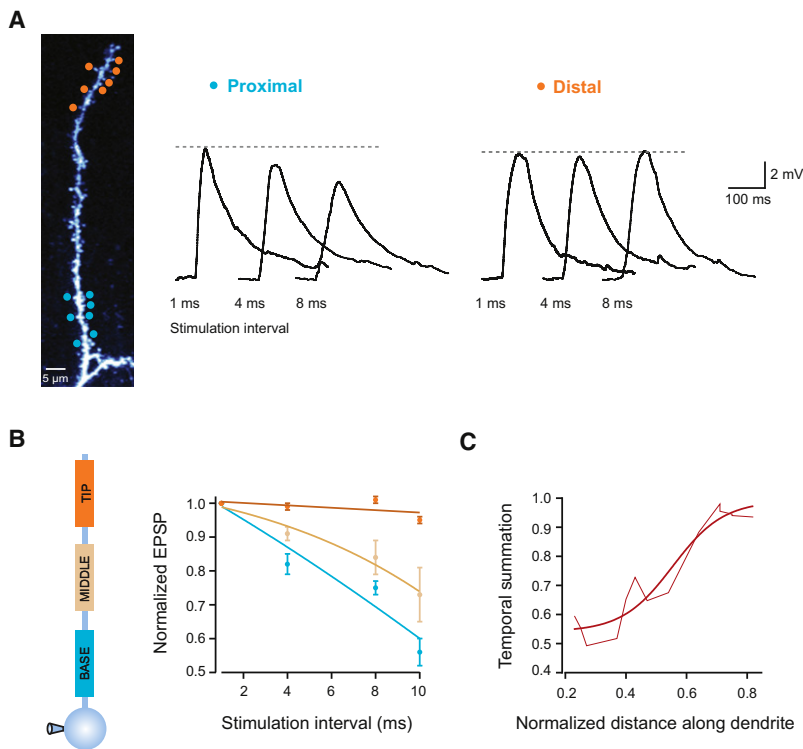 A
Proximal
Distal
2 mV
100 ms
1 ms 4 ms 8 ms
1 ms 4 ms 8 ms
Stimulation interval
5 µm
B
TIP
MIDDLE
BASE
Normalized EPSP
1.0
0.9
0.8
0.7
0.6
0.5
2 4 6 8 10
Stimulation interval (ms)
C
Temporal summation
1.0
0.9
0.8
0.7
0.6
0.5
0.4
0.2 0.4 0.6 0.8
Normalized distance along dendrite